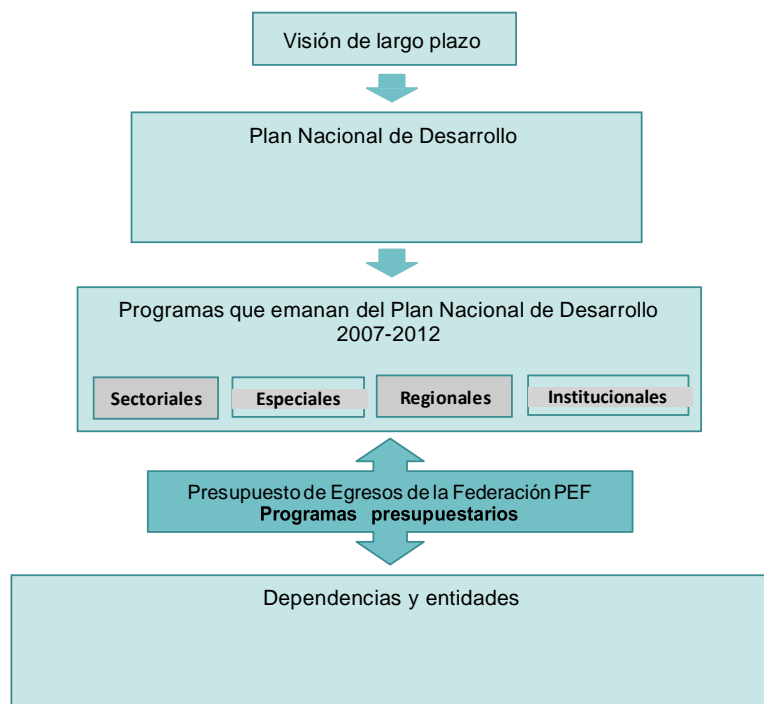 Visión de largo plazo
Plan Nacional de Desarrollo
Programas que emanan del Plan Nacional de Desarrollo
2007-2012
Sectoriales
Especiales
Regionales
Institucionales
Presupuesto de Egresos de la Federación PEF
Programas presupuestarios
Dependencias y entidades